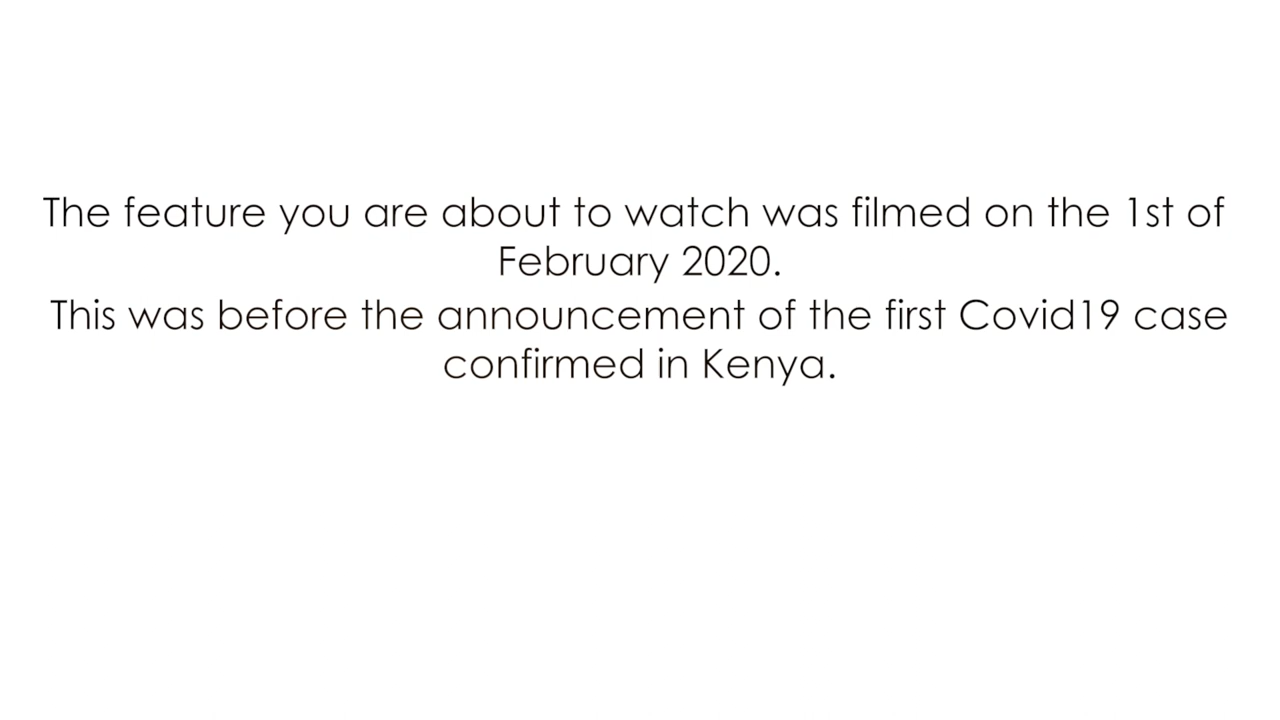 The feature you are about to watch was filmed on the 1st of
February 2020.
This was before the announcement of the first Covid19 case
confirmed in Kenya.